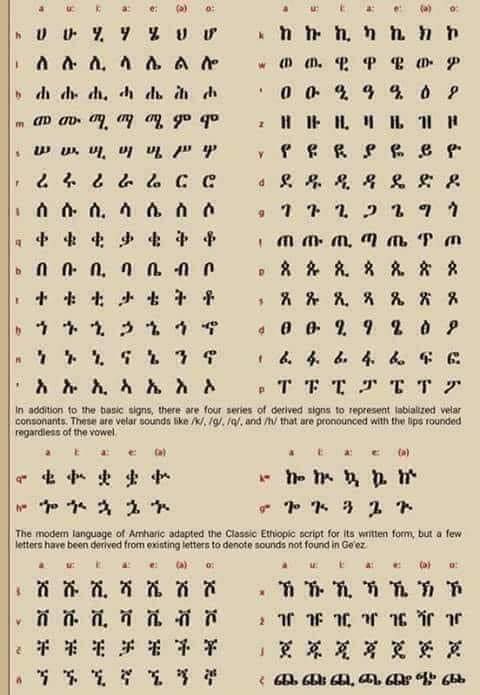 a u: i: a: e: (ə) o: a u: i: a: e: (ə) o:
h ሀ ሁ ሂ ሃ ሄ ህ ሆ k ከ ኩ ኪ ካ ኬ ክ ኮ
l ለ ሉ ሊ ላ ሌ ል ሎ w ወ ዉ ዊ ዋ ዌ ው ዎ
ḥ ሐ ሑ ሒ ሓ ሔ ሕ ሖ ' ዐ ዑ ዒ ዓ ዔ ዕ ዖ
m መ ሙ ሚ ማ ሜ ም ሞ z ዘ ዙ ዚ ዛ ዜ ዝ ዞ
s ሠ ሡ ሢ ሣ ሤ ሥ ሦ y የ ዩ ዪ ያ ዬ ይ ዮ
r ረ ሩ ሪ ራ ሬ ር ሮ d ደ ዱ ዲ ዳ ዴ ድ ዶ
š ሰ ሱ ሲ ሳ ሴ ስ ሶ g ገ ጉ ጊ ጋ ጌ ግ ጎ
q ቀ ቁ ቂ ቃ ቄ ቅ ቆ ṭ ጠ ጡ ጢ ጣ ጤ ጥ ጦ
b በ ቡ ቢ ባ ቤ ብ ቦ p ጰ ጱ ጲ ጳ ጴ ጵ ጶ
t ተ ቱ ቲ ታ ቴ ት ቶ s ጸ ጹ ጺ ጻ ጼ ጽ ጾ
ḫ ኀ ኁ ኂ ኃ ኄ ኅ ኆ d ፀ ፁ ፂ ፃ ፄ ፅ ፆ
n ነ ኑ ኒ ና ኔ ን ኖ f ፈ ፉ ፊ ፋ ፌ ፍ ፎ
' አ ኡ ኢ ኣ ኤ እ ኦ p ፐ ፑ ፒ ፓ ፔ ፕ ፖ
In addition to the basic signs, there are four series of derived signs to represent labialized velar
consonants. These are velar sounds like /k/, /g/, /q/, and /h/ that are pronounced with the lips rounded
regardless of the vowel.
a i: a: e: (ə) a i: a: e: (ə)
qʷ ቈ ቊ ቋ ቌ ቍ kʷ ኰ ኲ ኳ ኴ ኵ
hʷ ኈ ኊ ኋ ኌ ኍ gʷ ጐ ጒ ጓ ጔ ጕ
The modern language of Amharic adapted the Classic Ethiopic script for its written form, but a few
letters have been derived from existing letters to denote sounds not found in Ge'ez.
a u: i: a: e: (ə) o: a u: i: a: e: (ə) o:
š ሸ ሹ ሺ ሻ ሼ ሽ ሾ x ኸ ኹ ኺ ኻ ኼ ኽ ኾ
v ቨ ቩ ቪ ቫ ቬ ቭ ቮ ž ዠ ዡ ዢ ዣ ዤ ዥ ዦ
č ቸ ቹ ቺ ቻ ቼ ች ቾ j ጀ ጁ ጂ ጃ ጄ ጅ ጆ
ñ ኘ ኙ ኚ ኛ ኜ ኝ ኞ č ጨ ጩ ጪ ጫ ጬ ጭ ጮ